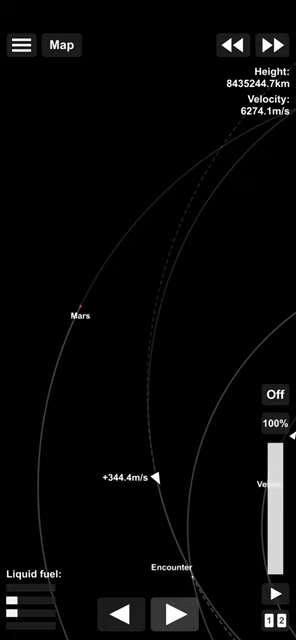 Map
Height:
8435244.7km
Velocity:
6274.1m/s
Mars
Off
100%
+344.4m/s
Encounter
Liquid fuel:
1 2